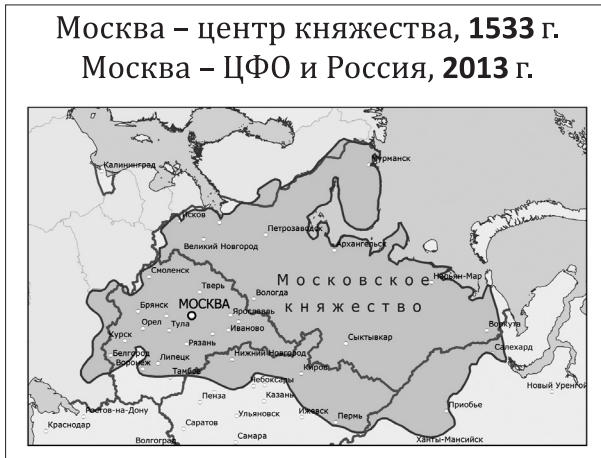 Москва – центр княжества, 1533 г.
Москва – ЦФО и Россия, 2013 г.
Мурманск
Калининград
Псков
Петрозаводск
Великий Новгород
Архангельск
Смоленск
Нарьян-Мар
Московское
княжество
Тверь
Вологда
МОСКВА
Брянск
Ярославль
Орел
Тула
Иваново
Воркута
Курск
Рязань
Сыктывкар
Салехард
Белгород
Нижний Новгород
Воронеж
Липецк
Киров
Тамбов
Чебоксары
Новый Уренгой
Пенза
Казань
Ростов-на-Дону
Ульяновск
Ижевск
Приобье
Краснодар
Саратов
Пермь
Волгоград
Самара
Ханты-Мансийск